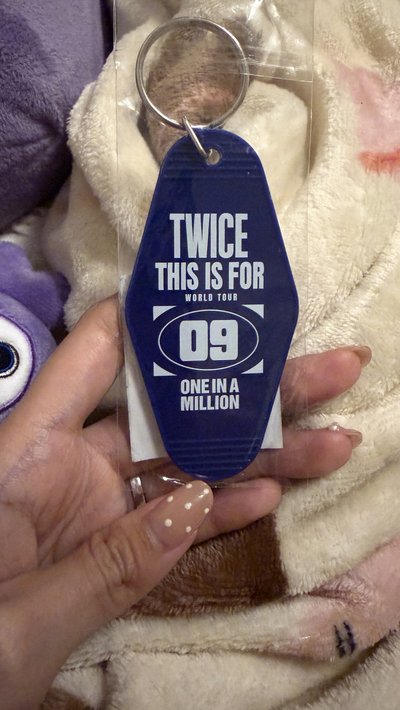 TWICE
THIS IS FOR
WORLD TOUR
09
ONE IN A
MILLION